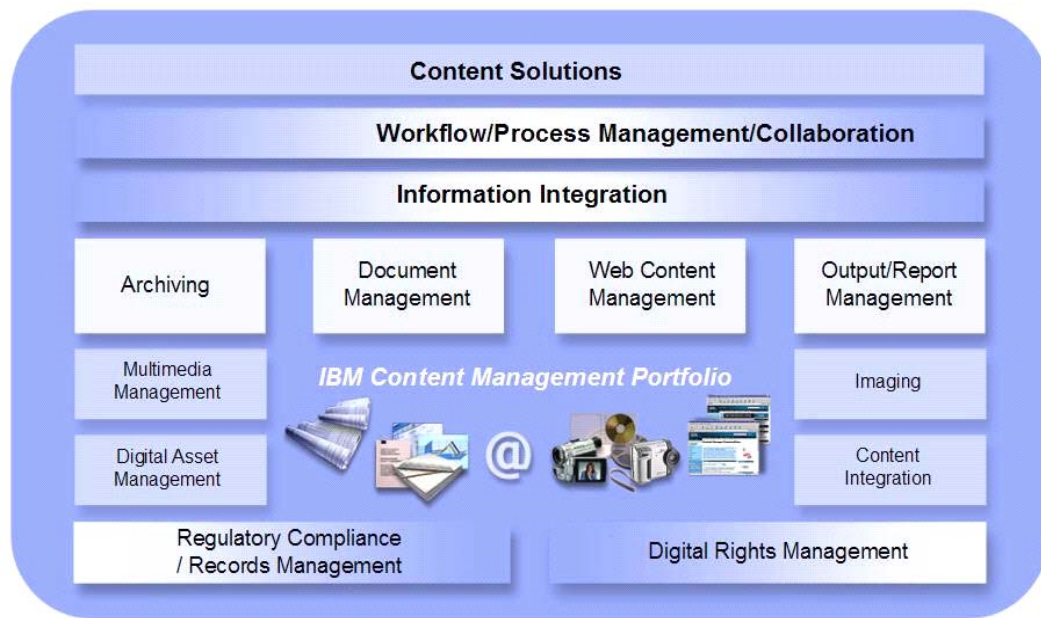 Content Solutions
Workflow/Process Management/Collaboration
Information Integration
Archiving
Document
Management
Web Content
Management
Output/Report
Management
Multimedia
Management
IBM Content Management Portfolio
Imaging
Digital Asset
Management
@
Content
Integration
Regulatory Compliance
/ Records Management
Digital Rights Management